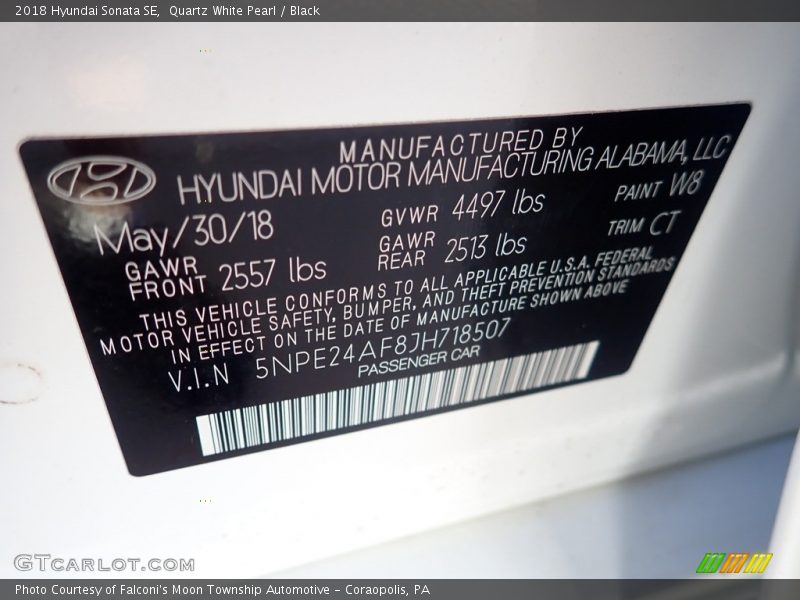 2018 Hyundai Sonata SE,  Quartz White Pearl / Black
MANUFACTURED BY
HYUNDAI MOTOR MANUFACTURING ALABAMA, LLC
May/30/18 GVWR 4497 lbs PAINT W8
GAWR FRONT 2557 lbs GAWR REAR 2513 lbs TRIM CT
THIS VEHICLE CONFORMS TO ALL APPLICABLE U.S.A. FEDERAL
MOTOR VEHICLE SAFETY, BUMPER, AND THEFT PREVENTION STANDARDS
IN EFFECT ON THE DATE OF MANUFACTURE SHOWN ABOVE
V.I.N 5NPE24AF8JH718507
PASSENGER CAR
GTCARLOT.COM
Photo Courtesy of Falconi's Moon Township Automotive – Coraopolis, PA